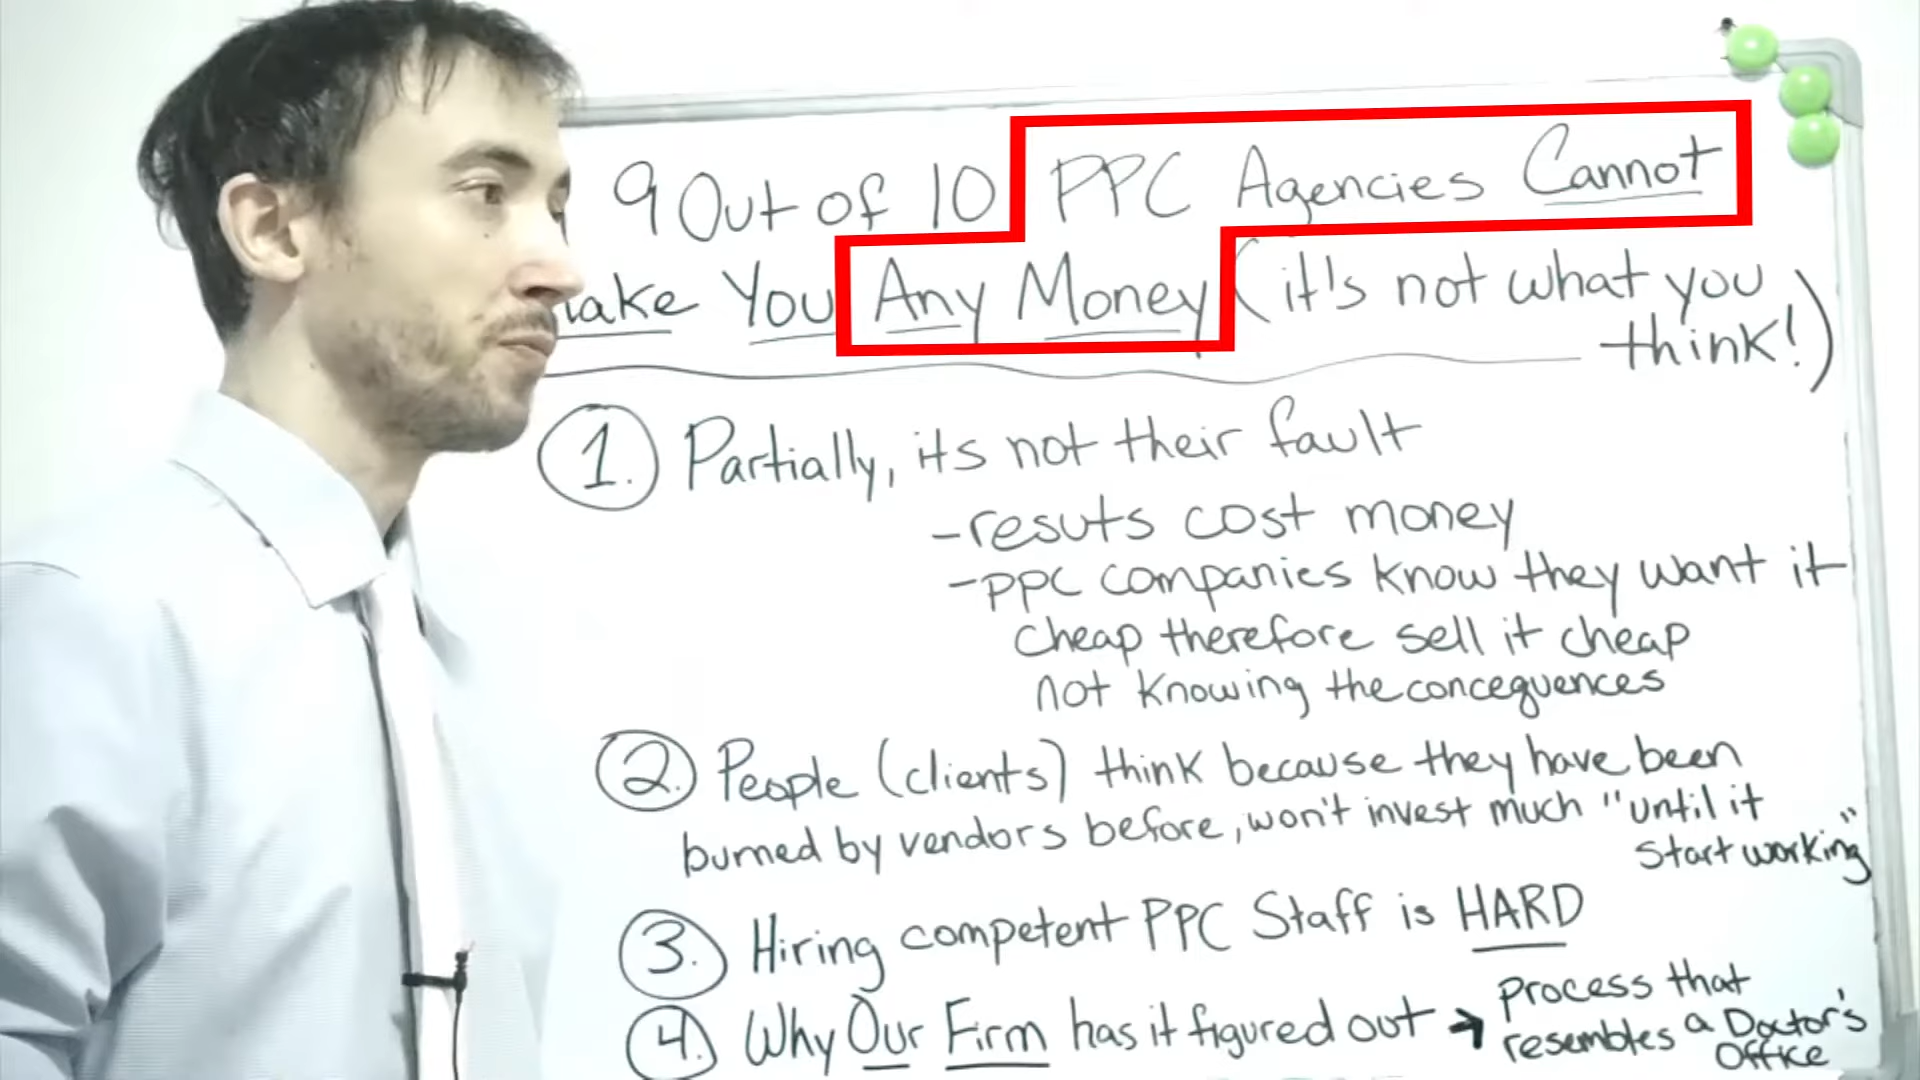 9 Out of 10 PPC Agencies Cannot
ake You Any Money (it's not what you
think!)
1. Partially, its not their fault
-resuts cost money
-PPC companies know they want it
cheap therefore sell it cheap
not knowing the concequences
2. People (clients) think because they have been
burned by vendors before, won't invest much "until it
start working"
3. Hiring competent PPC Staff is HARD
4. Why Our Firm has it figured out → process that
resembles a Doctor's
Office